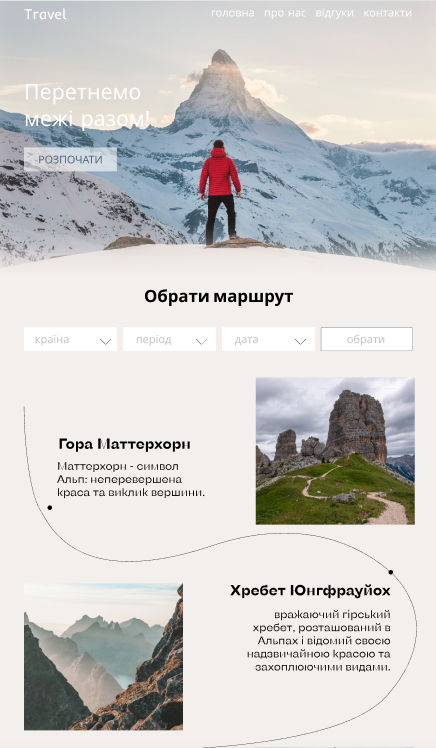 Travel
головна про нас відгуки контакти
Перетнемо
межі разом!
РОЗПОЧАТИ
Обрати маршрут
країна
період
дата
обрати
Гора Маттерхорн
Маттерхорн - символ
Альп: неперевершена
краса та виклик вершини.
Хребет Юнгфрауйох
вражаючий гірський
хребет, розташований в
Альпах і відомий своєю
надзвичайною красою та
захоплюючими видами.